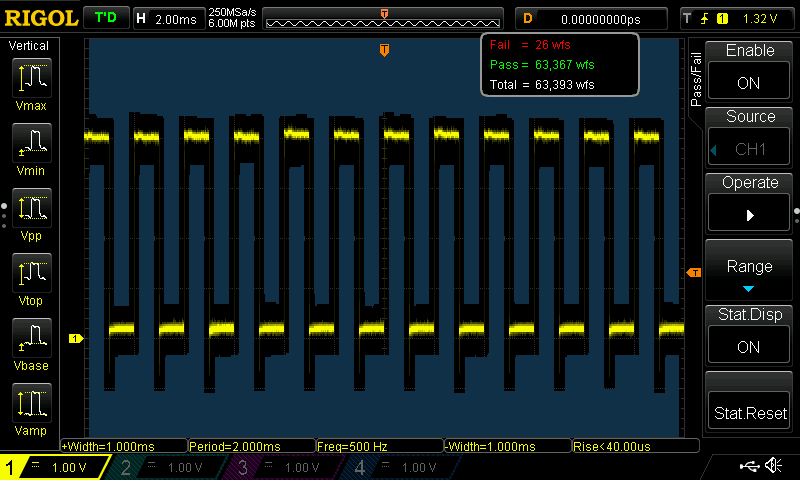 RIGOL T'D H 2.00ms 250MSa/s 6.00M pts T D 0.00000000ps T 1 1.32 V
Vertical
Vmax
Vmin
Vpp
Vtop
Vbase
Vamp
T
Fail = 26 wfs
Pass = 63,367 wfs
Total = 63,393 wfs
1
T
+Width=1.000ms Period=2.000ms Freq=500 Hz -Width=1.000ms Rise<40.00us
Pass/Fail
Enable
ON
Source
CH1
Operate
Range
Stat.Disp
ON
Stat.Reset
1 1.00 V 2 1.00 V 3 1.00 V 4 1.00 V